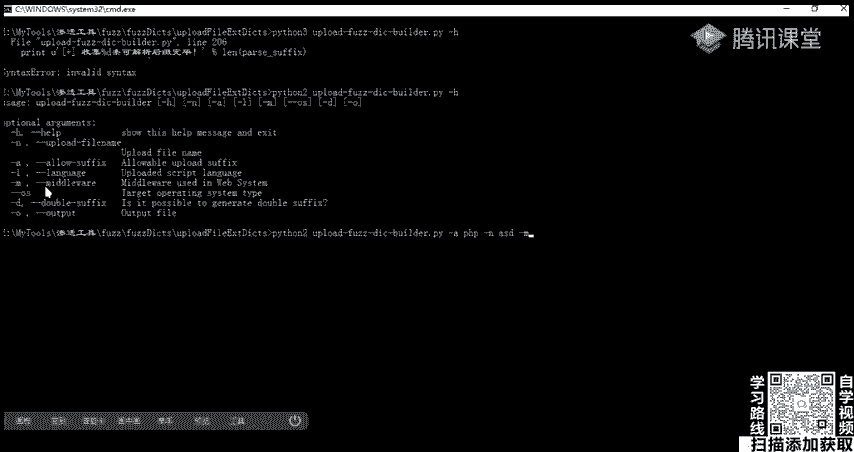 C:\WINDOWS\system32\cmd.exe
腾讯课堂
:\MyTools\渗透工具\fuzz\fuzzDicts\uploadFileExtDicts>python3 upload-fuzz-dic-builder.py -h
File "upload-fuzz-dic-builder.py", line 206
print u'[+] 收集%d条可解析后缀完毕!' % len(parse_suffix)
SyntaxError: invalid syntax
:\MyTools\渗透工具\fuzz\fuzzDicts\uploadFileExtDicts>python2 upload-fuzz-dic-builder.py -h
usage: upload-fuzz-dic-builder [-h] [-n] [-a] [-l] [-m] [--os] [-d] [-o]
optional arguments:
-h, --help show this help message and exit
-n , --upload-filename
Upload file name
-a , --allow-suffix Allowable upload suffix
-l , --language Uploaded script language
-m , --middleware Middleware used in Web System
--os Target operating system type
-d, --double-suffix Is it possible to generate double suffix?
-o , --output Output file
:\MyTools\渗透工具\fuzz\fuzzDicts\uploadFileExtDicts>python2 upload-fuzz-dic-builder.py -a php -n asd -m
工具
学习路线
自学视频
扫描添加获取